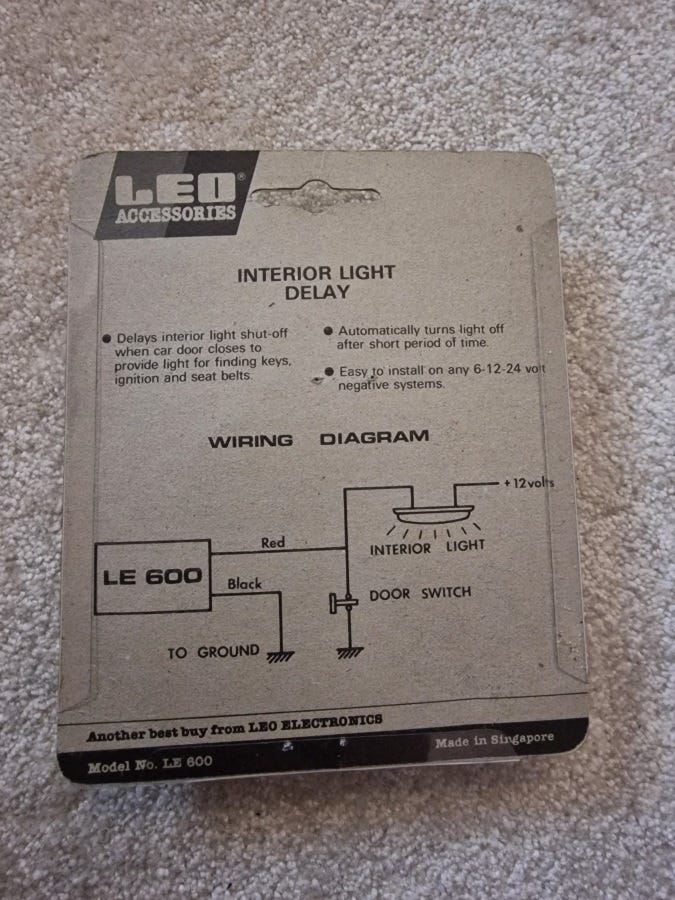 LEO®
ACCESSORIES
INTERIOR LIGHT
DELAY
● Delays interior light shut-off
when car door closes to
provide light for finding keys,
ignition and seat belts.
● Automatically turns light off
after short period of time.
● Easy to install on any 6-12-24 volt
negative systems.
WIRING DIAGRAM
+12volts
Red
INTERIOR LIGHT
LE 600
Black
DOOR SWITCH
TO GROUND
Another best buy from LEO ELECTRONICS
Made in Singapore
Model No. LE 600